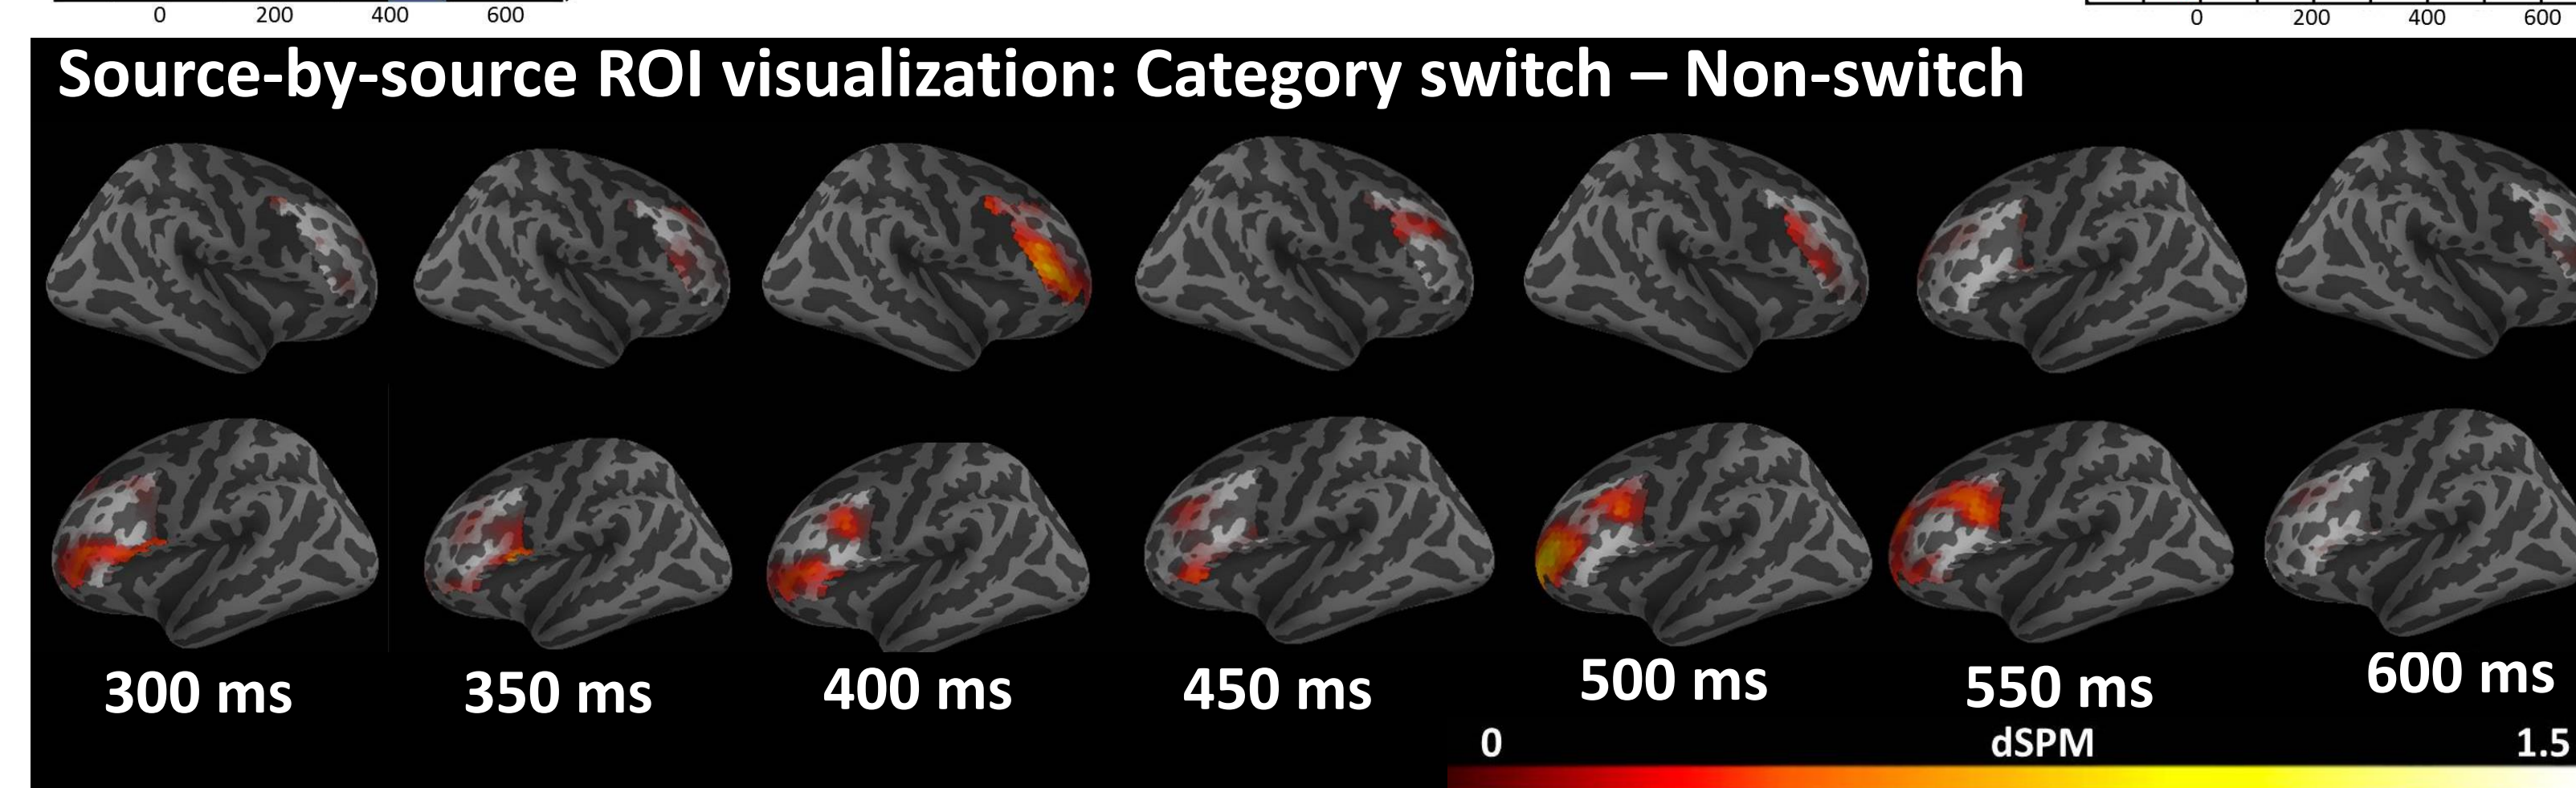 0 200 400 600 0 200 400 600
Source-by-source ROI visualization: Category switch – Non-switch
300 ms 350 ms 400 ms 450 ms 500 ms 550 ms 600 ms
0 dSPM 1.5